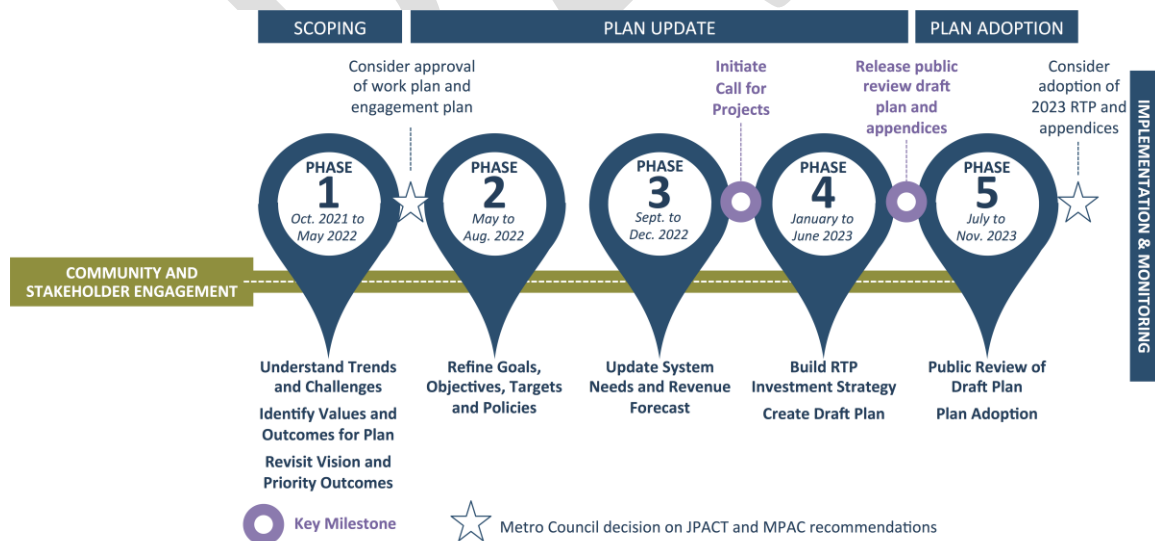 SCOPING
PLAN UPDATE
PLAN ADOPTION
Consider approval
of work plan and
engagement plan
Initiate
Call for
Projects
Release public
review draft
plan and
appendices
Consider
adoption of
2023 RTP and
appendices
IMPLEMENTATION & MONITORING
PHASE
1
Oct. 2021 to
May 2022
PHASE
2
May to
Aug. 2022
PHASE
3
Sept. to
Dec. 2022
PHASE
4
January to
June 2023
PHASE
5
July to
Nov. 2023
COMMUNITY AND
STAKEHOLDER ENGAGEMENT
Understand Trends
and Challenges
Identify Values and
Outcomes for Plan
Revisit Vision and
Priority Outcomes
Refine Goals,
Objectives, Targets
and Policies
Update System
Needs and Revenue
Forecast
Build RTP
Investment Strategy
Create Draft Plan
Public Review of
Draft Plan
Plan Adoption
Key Milestone
Metro Council decision on JPACT and MPAC recommendations